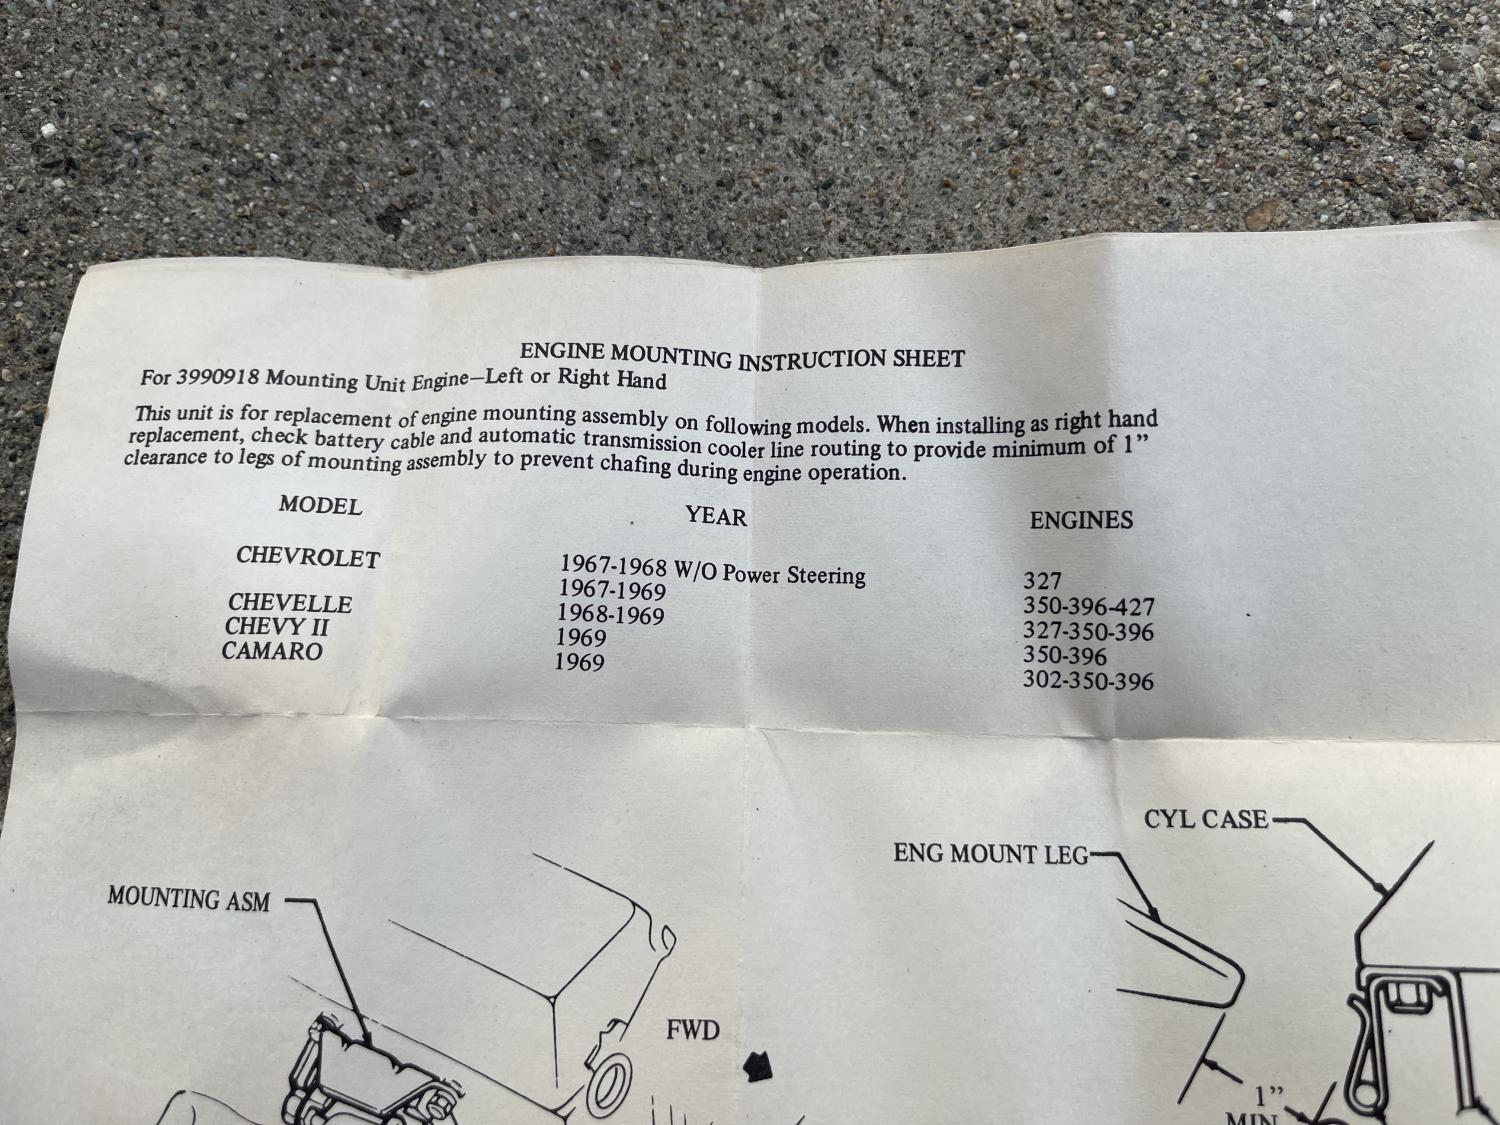 ENGINE MOUNTING INSTRUCTION SHEET
For 3990918 Mounting Unit Engine—Left or Right Hand
This unit is for replacement of engine mounting assembly on following models. When installing as right hand
replacement, check battery cable and automatic transmission cooler line routing to provide minimum of 1”
clearance to legs of mounting assembly to prevent chafing during engine operation.
MODEL YEAR ENGINES
CHEVROLET 1967-1968 W/O Power Steering 327
1967-1969 350-396-427
CHEVELLE 1968-1969 327-350-396
CHEVY II 1969 350-396
CAMARO 1969 302-350-396
CYL CASE
ENG MOUNT LEG
MOUNTING ASM
FWD
1”
MIN